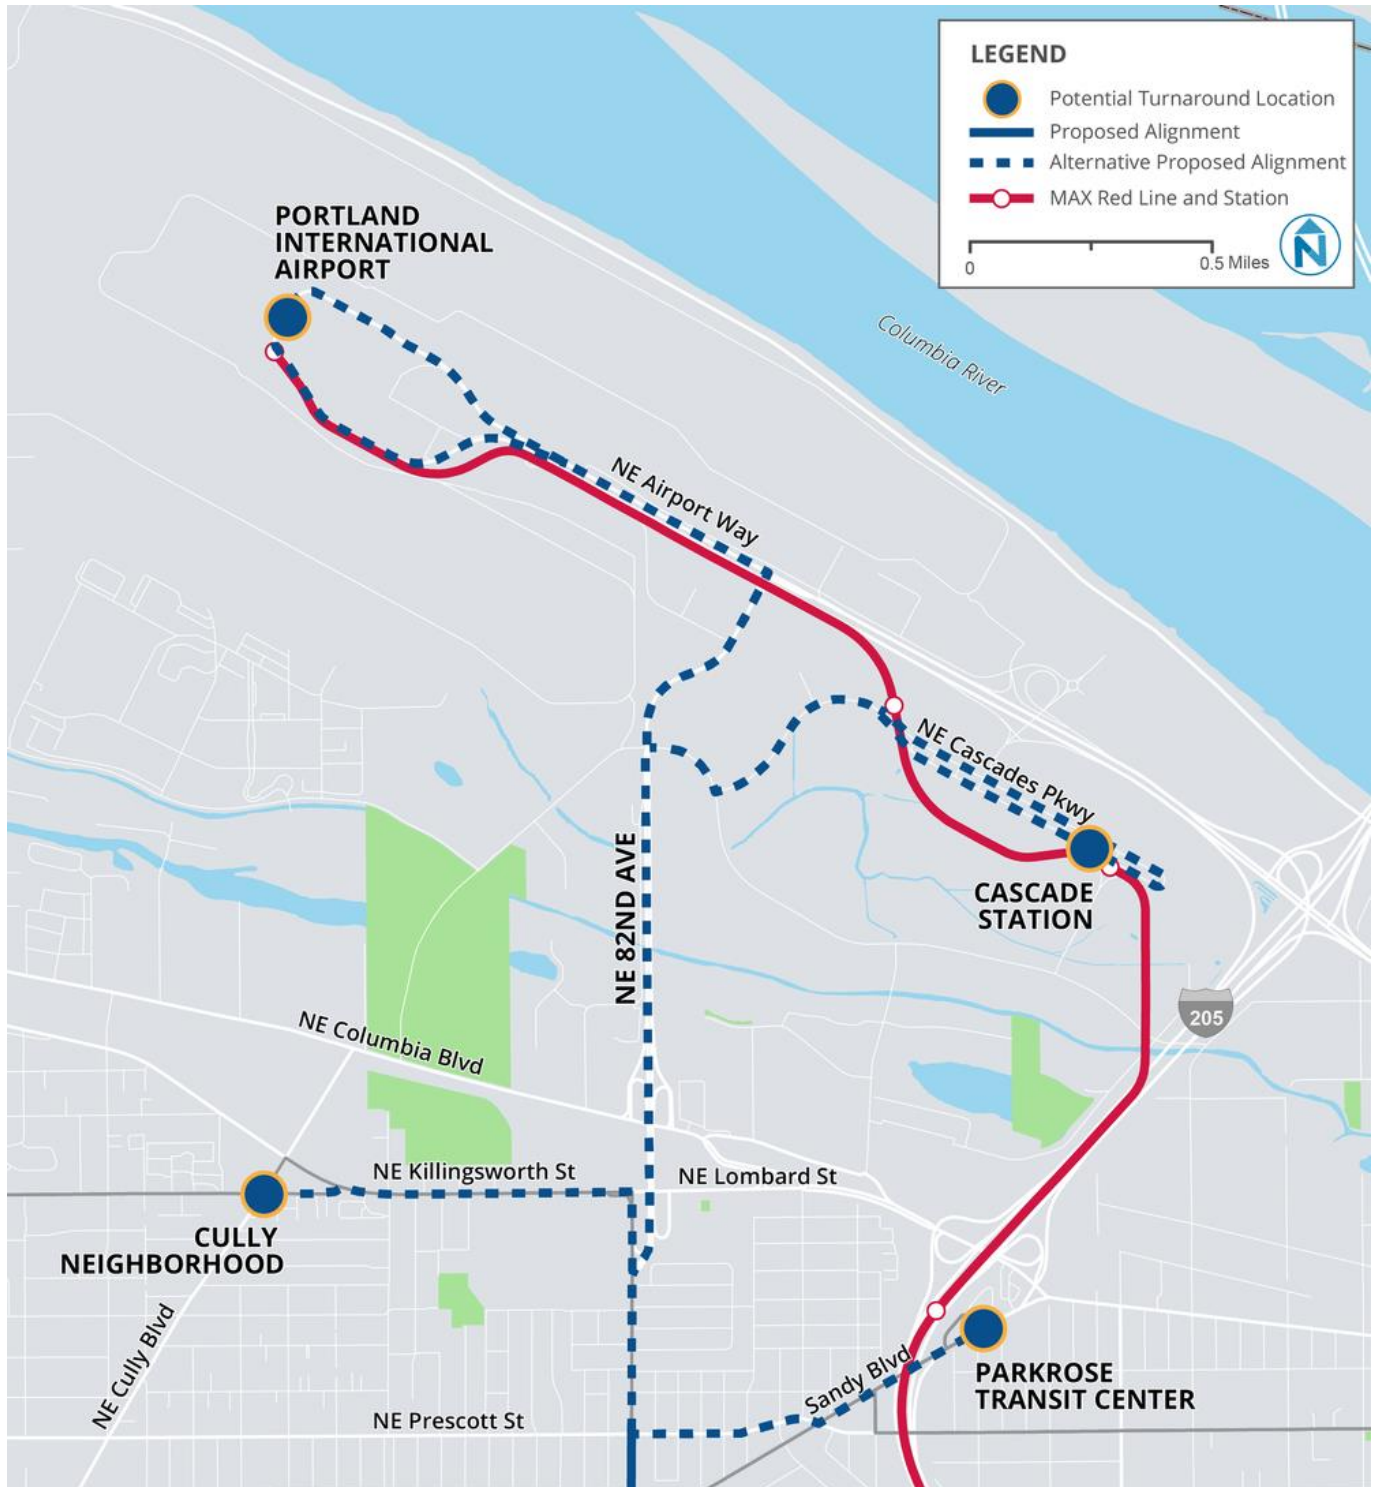 LEGEND
Potential Turnaround Location
Proposed Alignment
Alternative Proposed Alignment
MAX Red Line and Station
0
0.5 Miles
N
PORTLAND
INTERNATIONAL
AIRPORT
Columbia River
NE Airport Way
NE Cascades Pkwy
CASCADE
STATION
NE 82ND AVE
205
NE Columbia Blvd
NE Killingsworth St
NE Lombard St
CULLY
NEIGHBORHOOD
NE Cully Blvd
Sandy Blvd
PARKROSE
TRANSIT CENTER
NE Prescott St